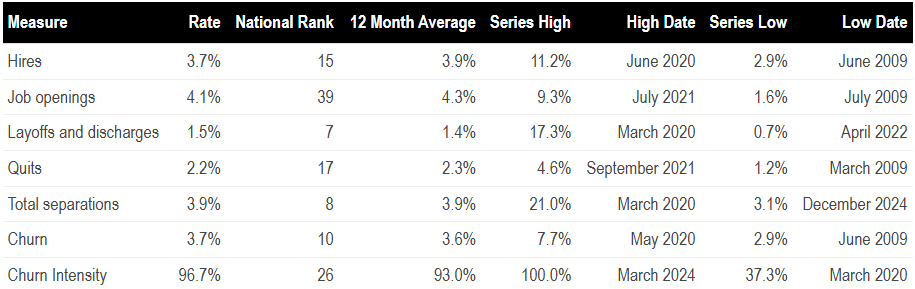 Measure Rate National Rank 12 Month Average Series High High Date Series Low Low Date
Hires 3.7% 15 3.9% 11.2% June 2020 2.9% June 2009
Job openings 4.1% 39 4.3% 9.3% July 2021 1.6% July 2009
Layoffs and discharges 1.5% 7 1.4% 17.3% March 2020 0.7% April 2022
Quits 2.2% 17 2.3% 4.6% September 2021 1.2% March 2009
Total separations 3.9% 8 3.9% 21.0% March 2020 3.1% December 2024
Churn 3.7% 10 3.6% 7.7% May 2020 2.9% June 2009
Churn Intensity 96.7% 26 93.0% 100.0% March 2024 37.3% March 2020